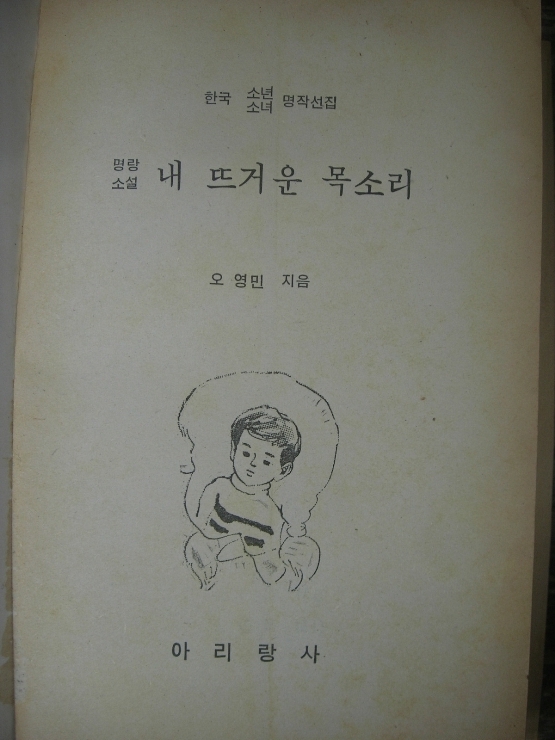 한국 소년 소녀 명작선집
명랑 소설 내 뜨거운 목소리
오 영민 지음
아 리 랑 사